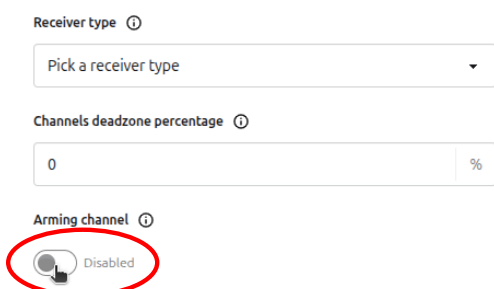 Receiver type
Pick a receiver type
Channels deadzone percentage
0 %
Arming channel
Disabled